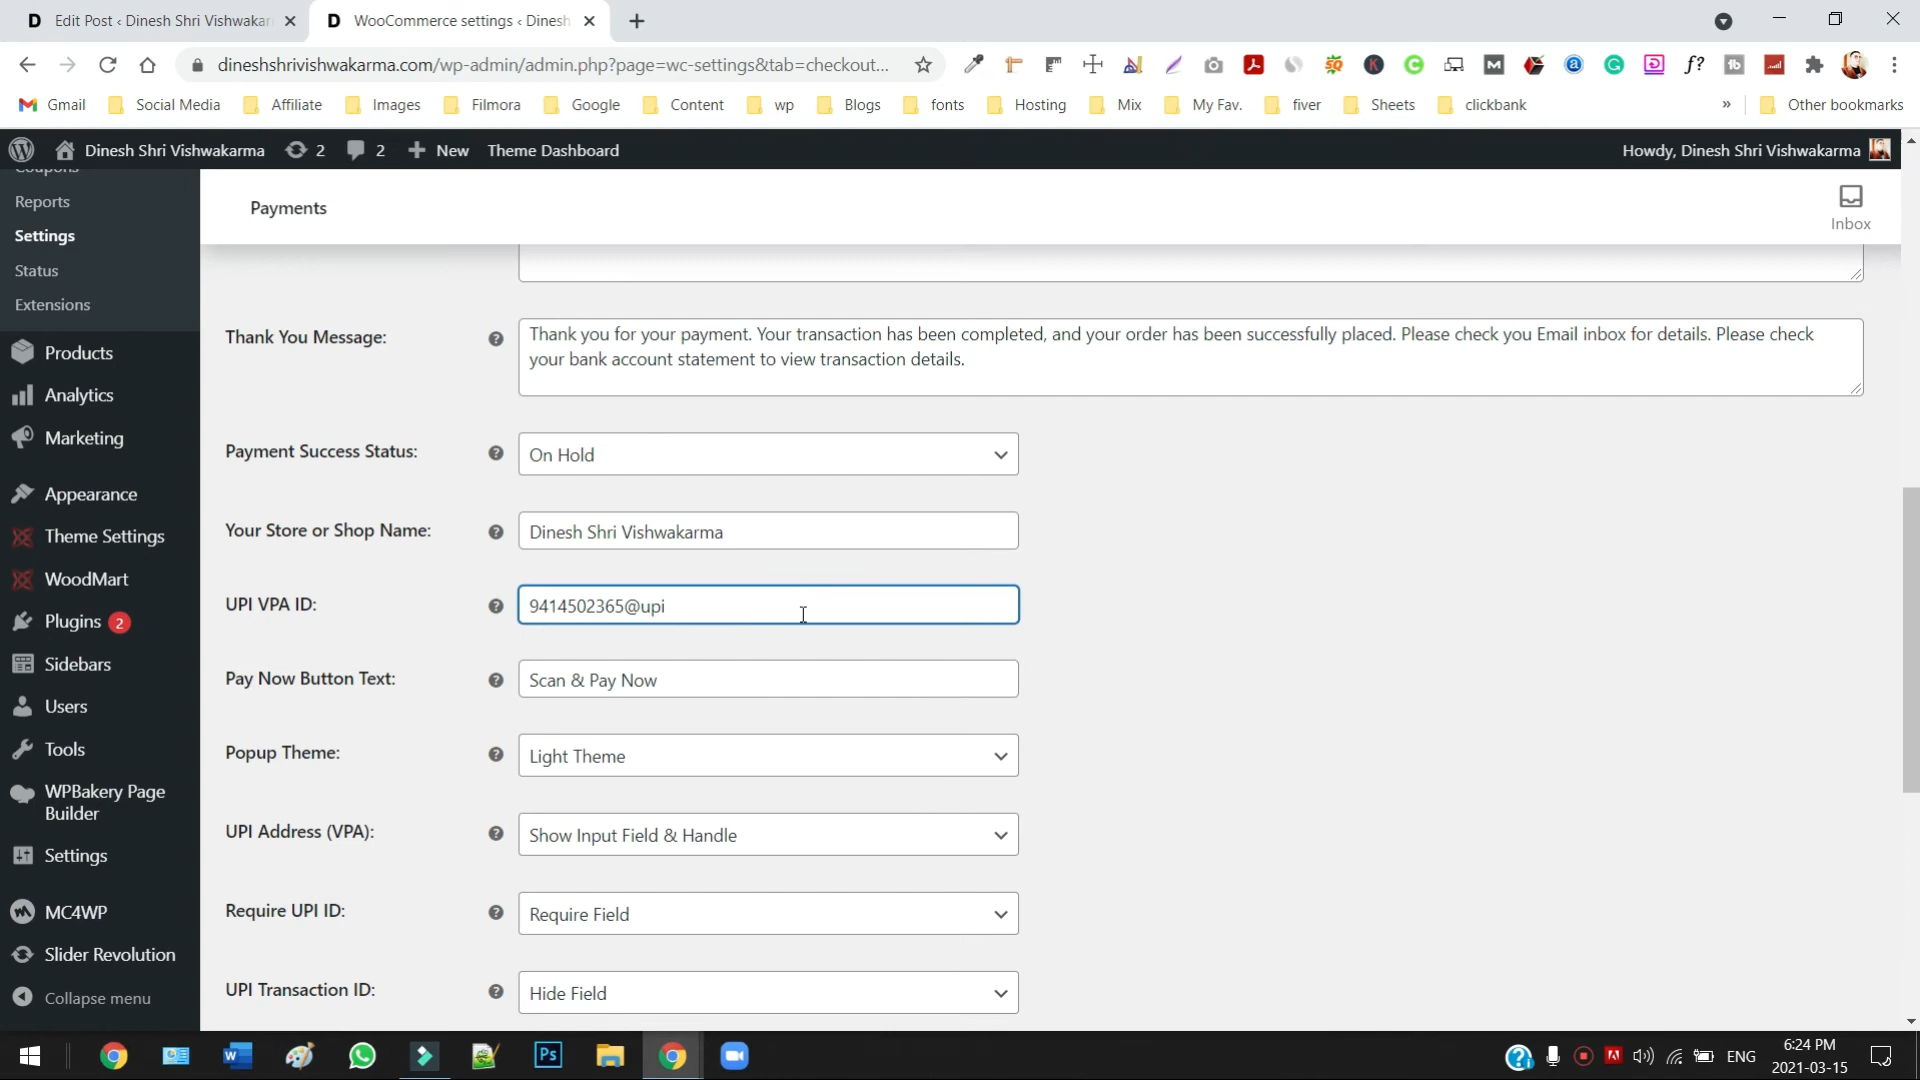 Edit Post ‹ Dinesh Shri Vishwakar
WooCommerce settings ‹ Dinesh
dineshshrivishwakarma.com/wp-admin/admin.php?page=wc-settings&tab=checkout...
Gmail Social Media Affiliate Images Filmora Google Content wp Blogs fonts Hosting Mix My Fav. fiver Sheets clickbank » Other bookmarks
Dinesh Shri Vishwakarma 2 2 New Theme Dashboard Howdy, Dinesh Shri Vishwakarma
Coupons
Reports
Settings
Status
Extensions
Products
Analytics
Marketing
Appearance
Theme Settings
WoodMart
Plugins 2
Sidebars
Users
Tools
WPBakery Page
Builder
Settings
MC4WP
Slider Revolution
Collapse menu
Payments
Inbox
Thank You Message:
Thank you for your payment. Your transaction has been completed, and your order has been successfully placed. Please check you Email inbox for details. Please check
your bank account statement to view transaction details.
Payment Success Status:
On Hold
Your Store or Shop Name:
Dinesh Shri Vishwakarma
UPI VPA ID:
9414502365@upi
Pay Now Button Text:
Scan & Pay Now
Popup Theme:
Light Theme
UPI Address (VPA):
Show Input Field & Handle
Require UPI ID:
Require Field
UPI Transaction ID:
Hide Field
ENG
6:24 PM
2021-03-15